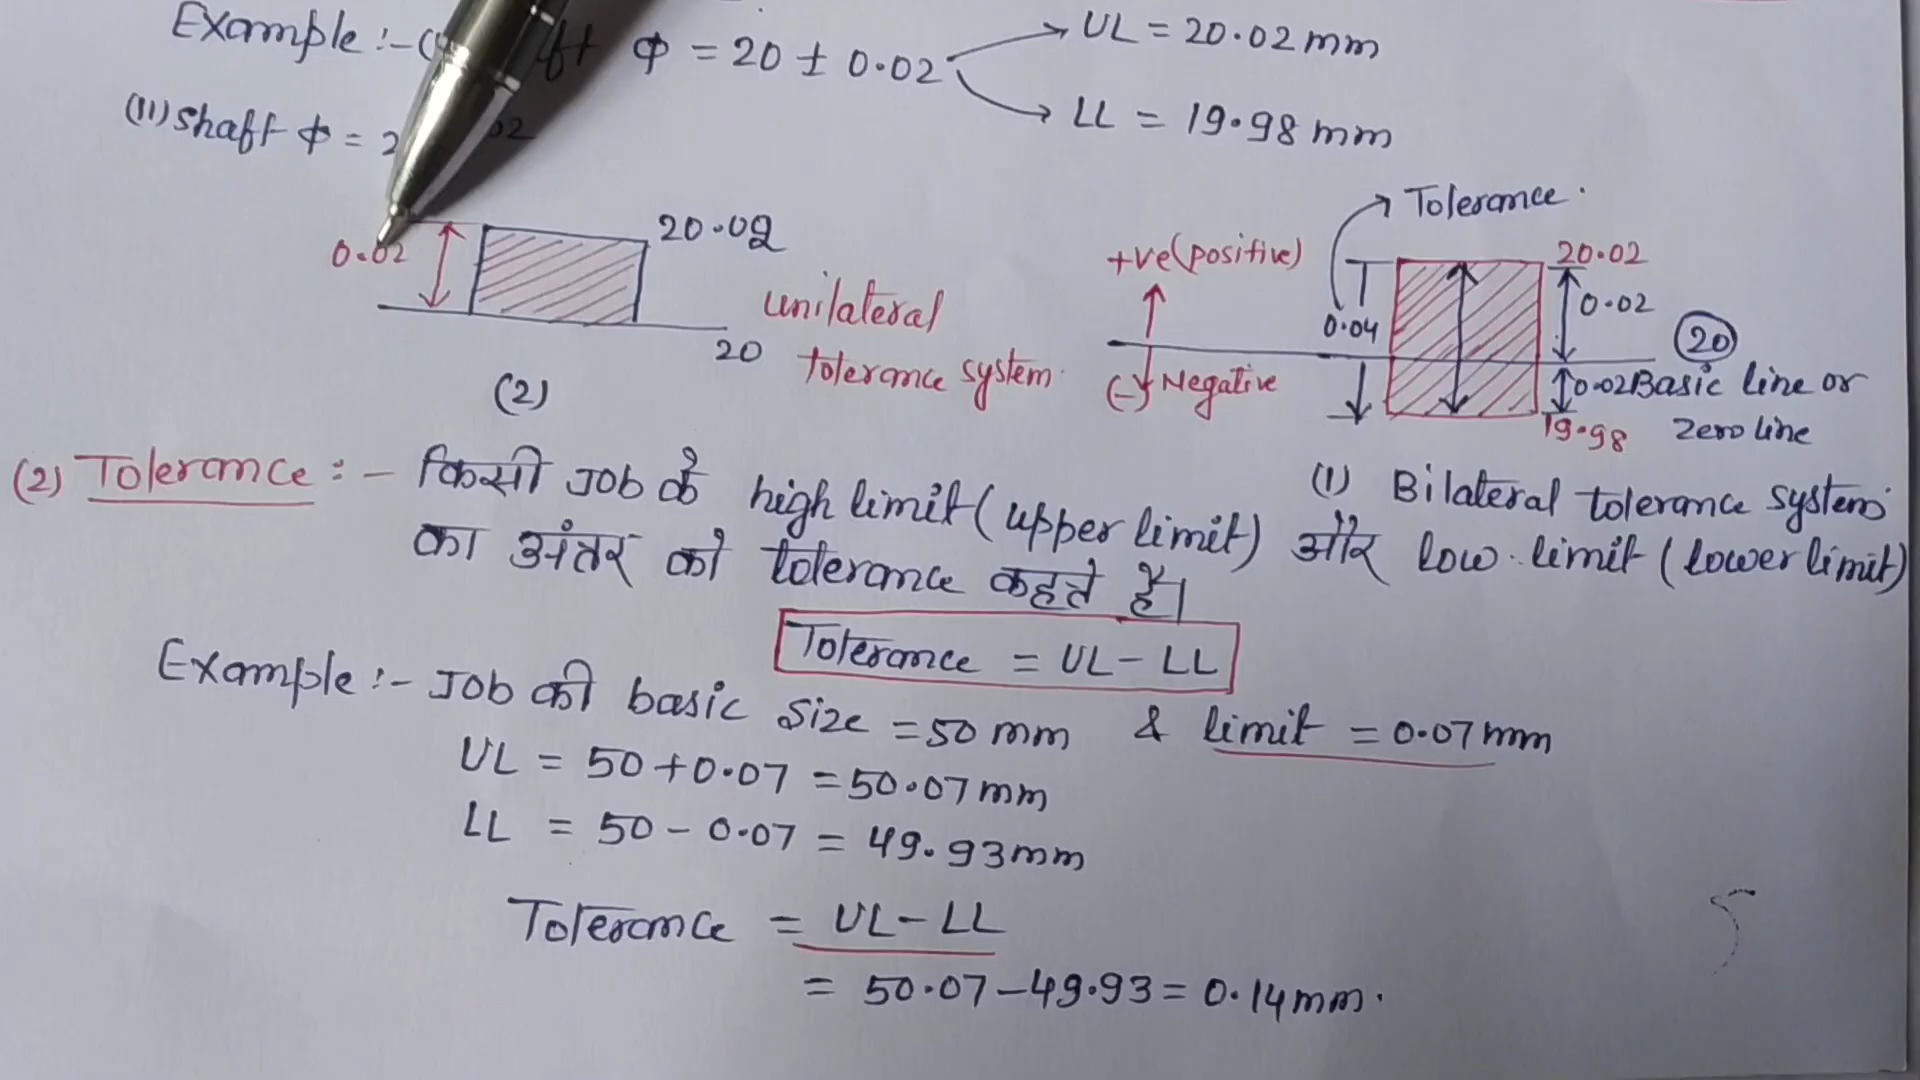 Example :- ft ϕ = 20 ± 0.02
UL = 20.02 mm
LL = 19.98 mm
(II) Shaft ϕ = 2 02
0.02
20.02
20
unilateral
tolerance system
(2)
Tolerance
+ve (positive)
(-) Negative
0.04
20.02
0.02
20
0.02 Basic line or
19.98 Zero line
(1) Bilateral tolerance system
(2) Tolerance :- किसी Job के high limit (upper limit) और low limit (lower limit)
का अंतर को tolerance कहते हैं।
Tolerance = UL - LL
Example :- Job की basic size = 50 mm & limit = 0.07 mm
UL = 50 + 0.07 = 50.07 mm
LL = 50 - 0.07 = 49.93 mm
Tolerance = UL - LL
= 50.07 - 49.93 = 0.14 mm.